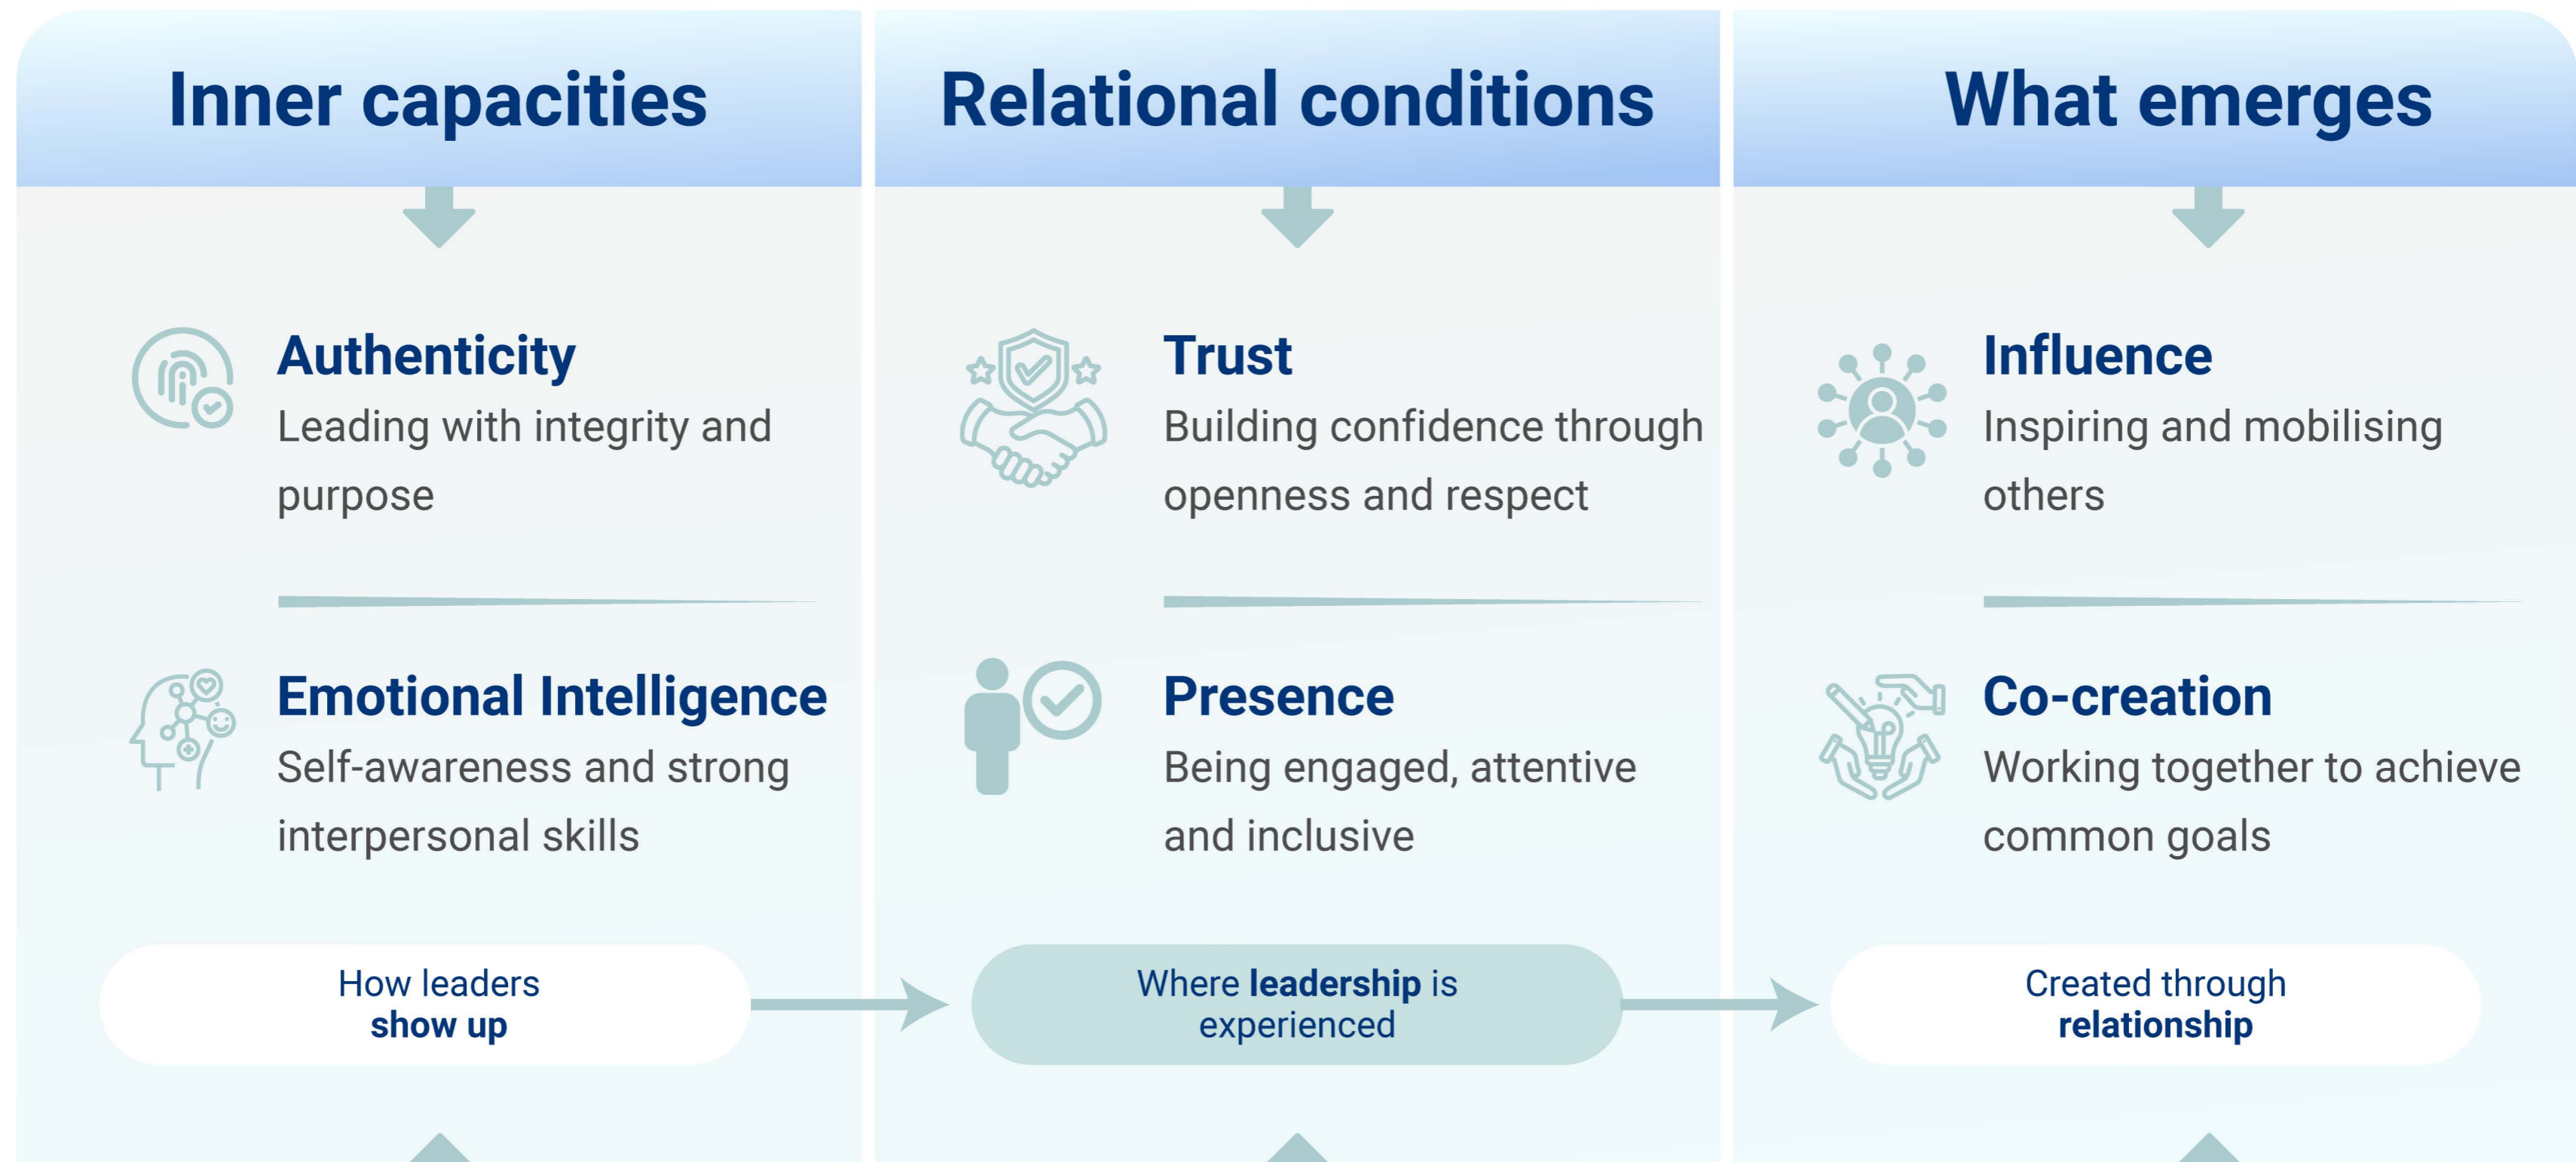 Inner capacities
Authenticity
Leading with integrity and
purpose
Emotional Intelligence
Self-awareness and strong
interpersonal skills
How leaders
show up
Relational conditions
Trust
Building confidence through
openness and respect
Presence
Being engaged, attentive
and inclusive
Where leadership is
experienced
What emerges
Influence
Inspiring and mobilising
others
Co-creation
Working together to achieve
common goals
Created through
relationship